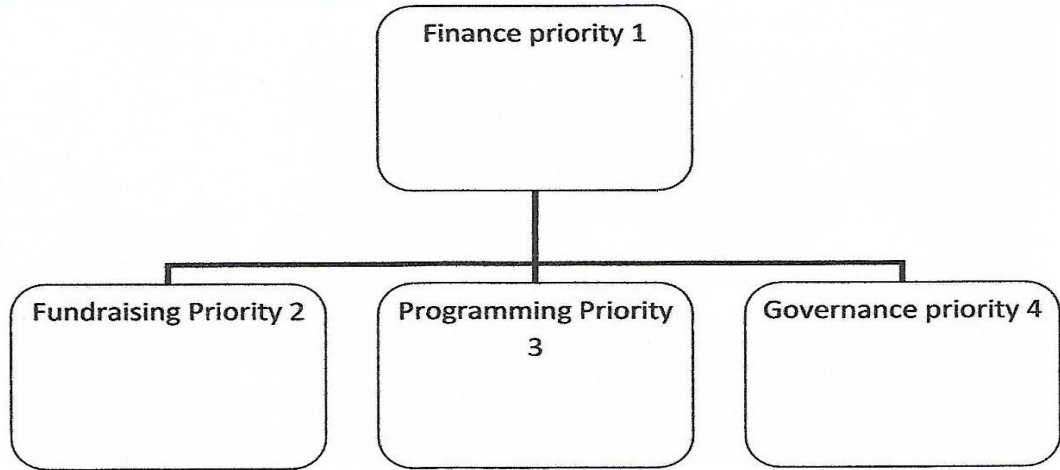 Finance priority 1
Fundraising Priority 2
Programming Priority
3
Governance priority 4